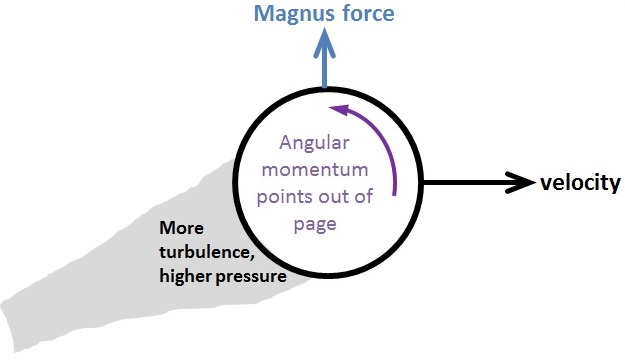 Magnus force
Angular
momentum
points out of
page
velocity
More
turbulence,
higher pressure